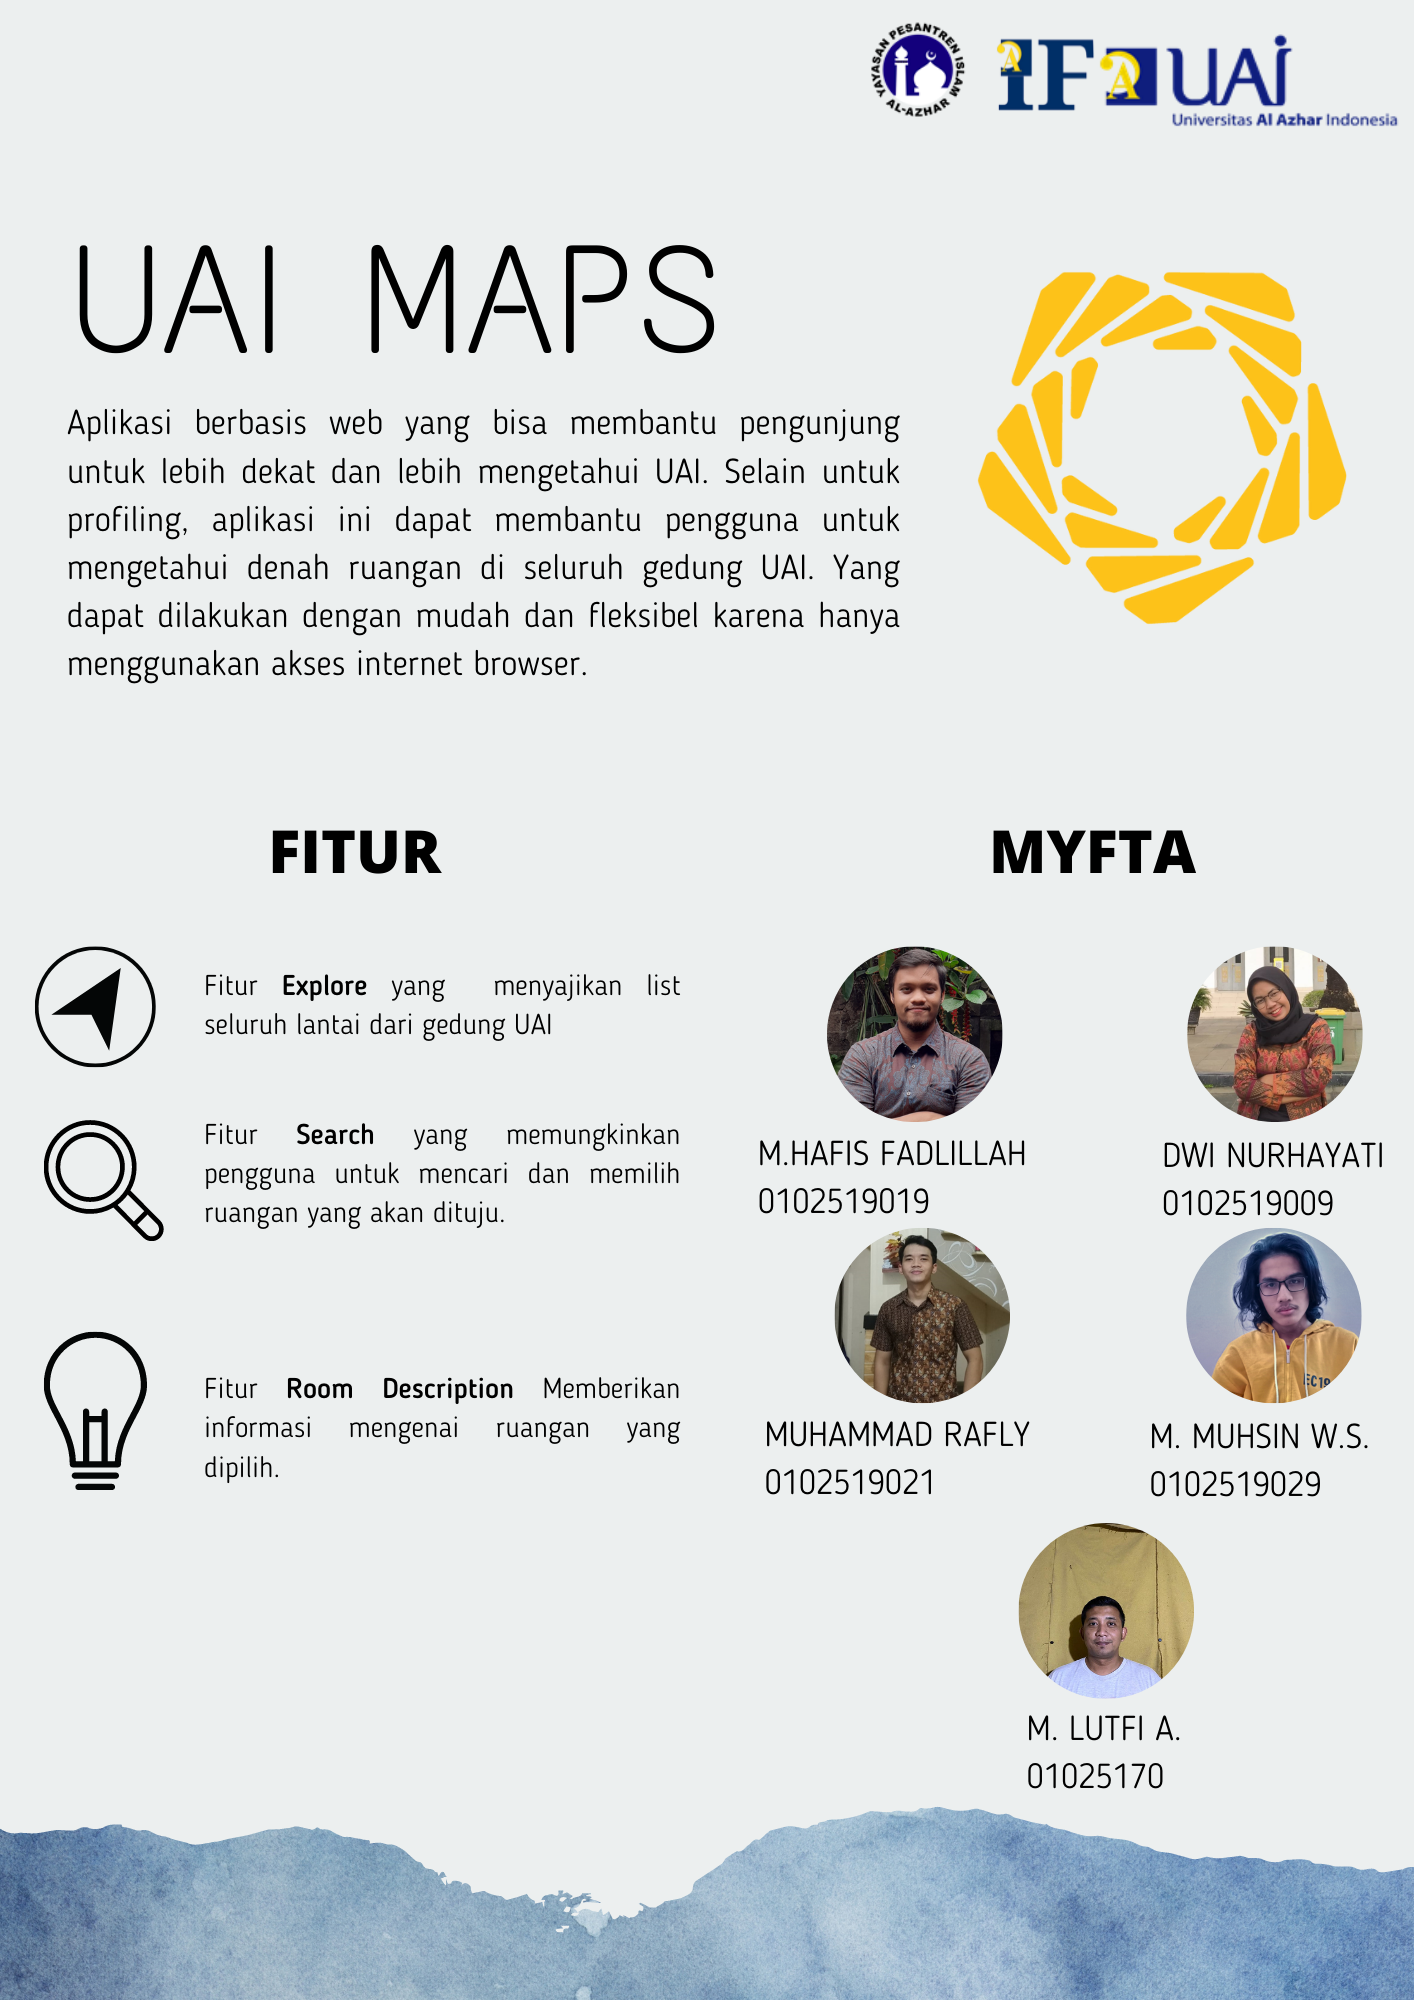 YAYASAN PESANTREN ISLAM
AL-AZHAR
IF
UAI
Universitas Al Azhar Indonesia
UAI MAPS
Aplikasi berbasis web yang bisa membantu pengunjung
untuk lebih dekat dan lebih mengetahui UAI. Selain untuk
profiling, aplikasi ini dapat membantu pengguna untuk
mengetahui denah ruangan di seluruh gedung UAI. Yang
dapat dilakukan dengan mudah dan fleksibel karena hanya
menggunakan akses internet browser.
FITUR
Fitur Explore yang menyajikan list
seluruh lantai dari gedung UAI
Fitur Search yang memungkinkan
pengguna untuk mencari dan memilih
ruangan yang akan dituju.
Fitur Room Description Memberikan
informasi mengenai ruangan yang
dipilih.
MYFTA
M.HAFIS FADLILLAH
0102519019
DWI NURHAYATI
0102519009
MUHAMMAD RAFLY
0102519021
EC19
M. MUHSIN W.S.
0102519029
M. LUTFI A.
01025170